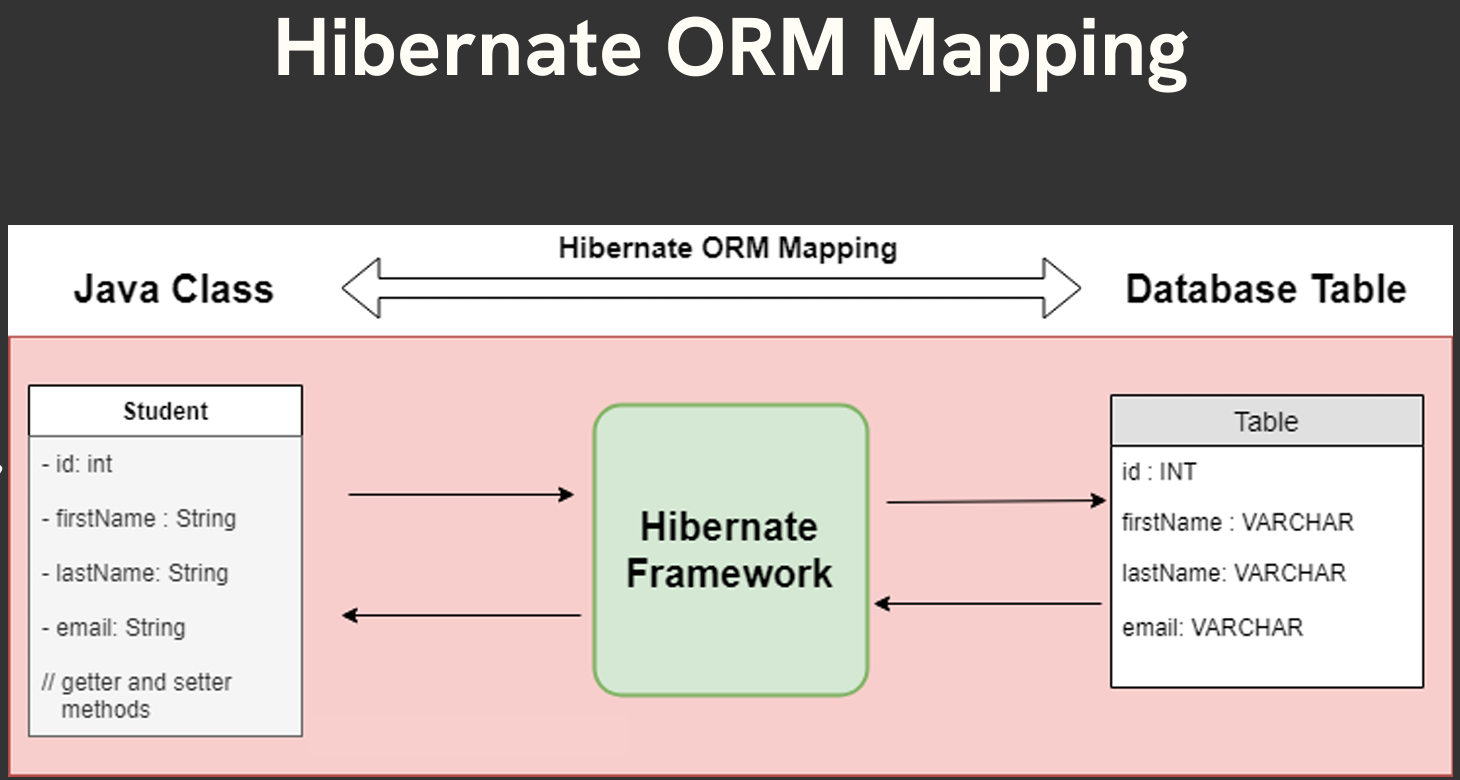 Hibernate ORM Mapping
Hibernate ORM Mapping
Java Class
Database Table
Student
- id: int
- firstName : String
- lastName: String
- email: String
// getter and setter
methods
Hibernate
Framework
Table
id : INT
firstName : VARCHAR
lastName: VARCHAR
email: VARCHAR